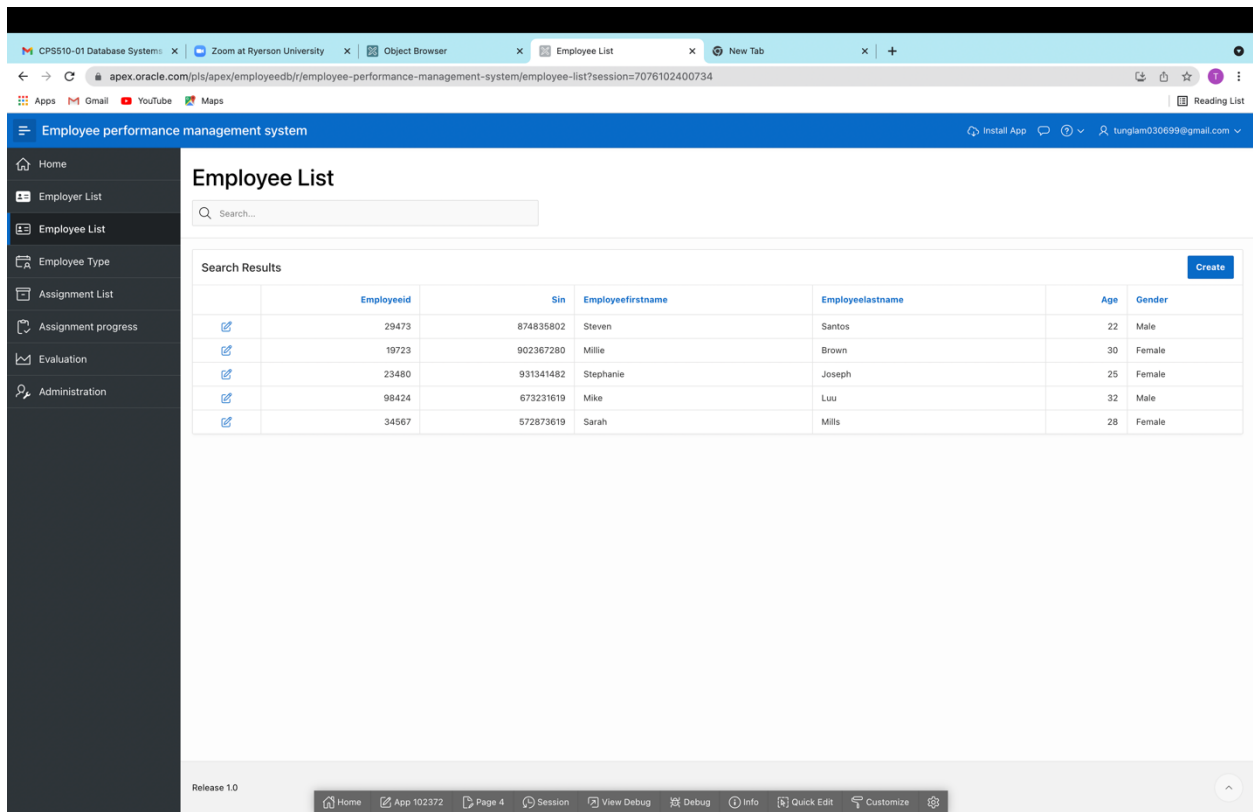 CPS510-01 Database Systems
Zoom at Ryerson University
Object Browser
Employee List
New Tab
apex.oracle.com/pls/apex/employeedb/r/employee-performance-management-system/employee-list?session=7076102400734
T
Apps Gmail YouTube Maps
Reading List
Employee performance management system
Install App
tunglam030699@gmail.com
Home
Employer List
Employee List
Employee Type
Assignment List
Assignment progress
Evaluation
Administration
Employee List
Search...
Search Results
Create
Employeeid Sin Employeefirstname Employeelastname Age Gender
29473 874835802 Steven Santos 22 Male
19723 902367280 Millie Brown 30 Female
23480 931341482 Stephanie Joseph 25 Female
98424 673231619 Mike Luu 32 Male
34567 572873619 Sarah Mills 28 Female
Release 1.0
Home App 102372 Page 4 Session View Debug Debug Info Quick Edit Customize